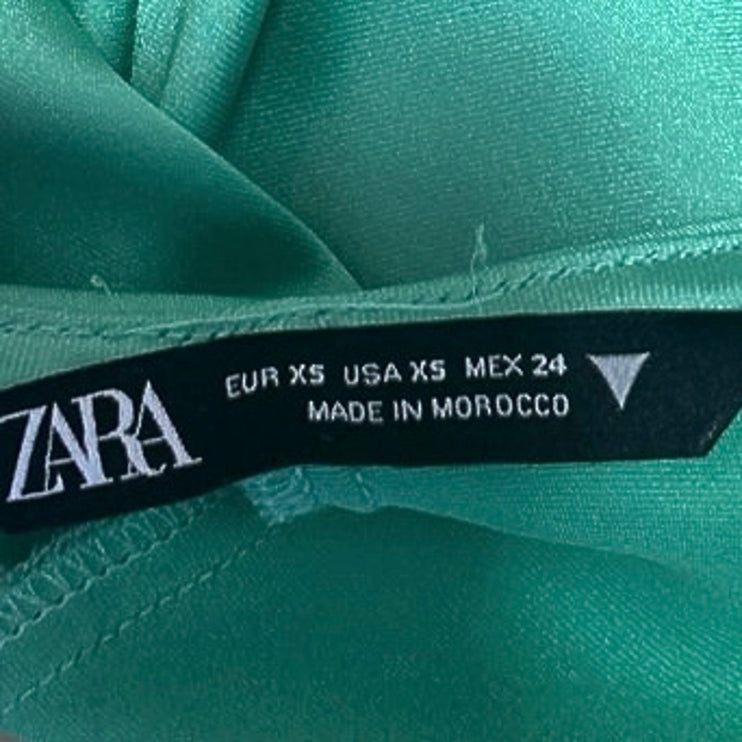 ZARA
EUR XS USA XS MEX 24
MADE IN MOROCCO